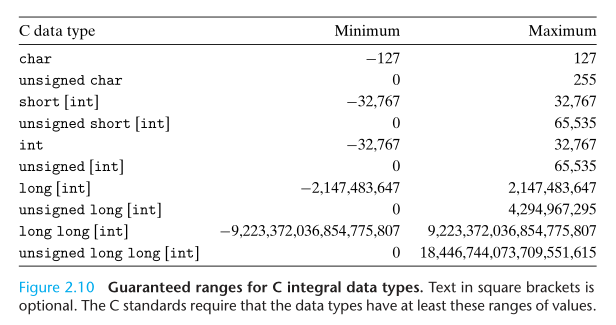 C data type Minimum Maximum
char −127 127
unsigned char 0 255
short [int] −32,767 32,767
unsigned short [int] 0 65,535
int −32,767 32,767
unsigned [int] 0 65,535
long [int] −2,147,483,647 2,147,483,647
unsigned long [int] 0 4,294,967,295
long long [int] −9,223,372,036,854,775,807 9,223,372,036,854,775,807
unsigned long long [int] 0 18,446,744,073,709,551,615
Figure 2.10 Guaranteed ranges for C integral data types. Text in square brackets is
optional. The C standards require that the data types have at least these ranges of values.